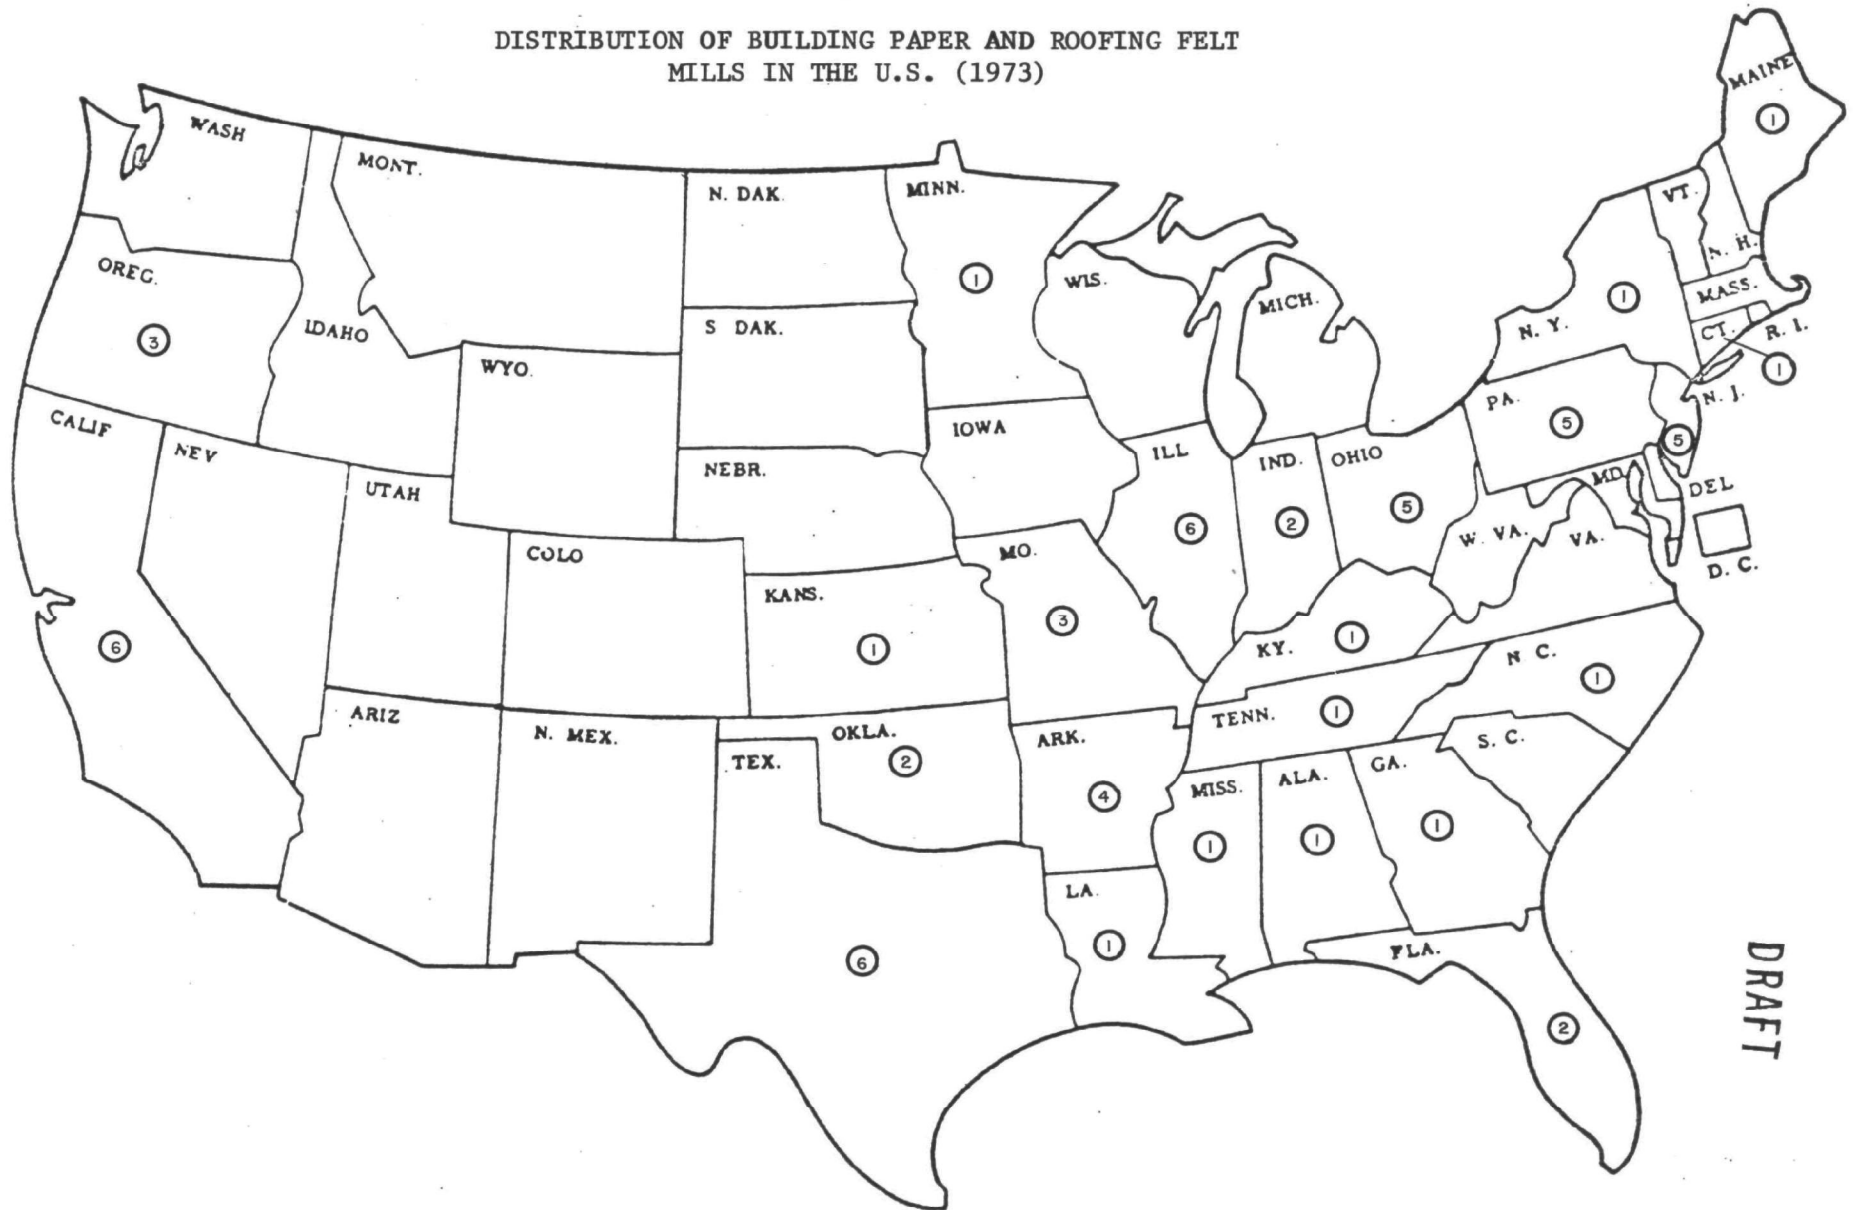 DISTRIBUTION OF BUILDING PAPER AND ROOFING FELT
MILLS IN THE U.S. (1973)
WASH
MONT.
N. DAK.
MINN.
1
OREG.
3
IDAHO
WYO.
S DAK.
WIS.
MICH.
MAINE
1
VT.
N. H.
MASS.
CT.
R. I.
1
N. Y.
1
CALIF
6
NEV
UTAH
NEBR.
IOWA
ILL
6
IND.
2
OHIO
5
PA.
5
N. J.
5
MD.
DEL
D. C.
COLO
KANS.
1
MO.
3
KY.
1
W. VA.
VA.
ARIZ
N. MEX.
TEX.
6
OKLA.
2
ARK.
4
TENN.
1
N C.
1
S. C.
MISS.
1
ALA.
1
GA.
1
LA.
1
FLA.
2
DRAFT